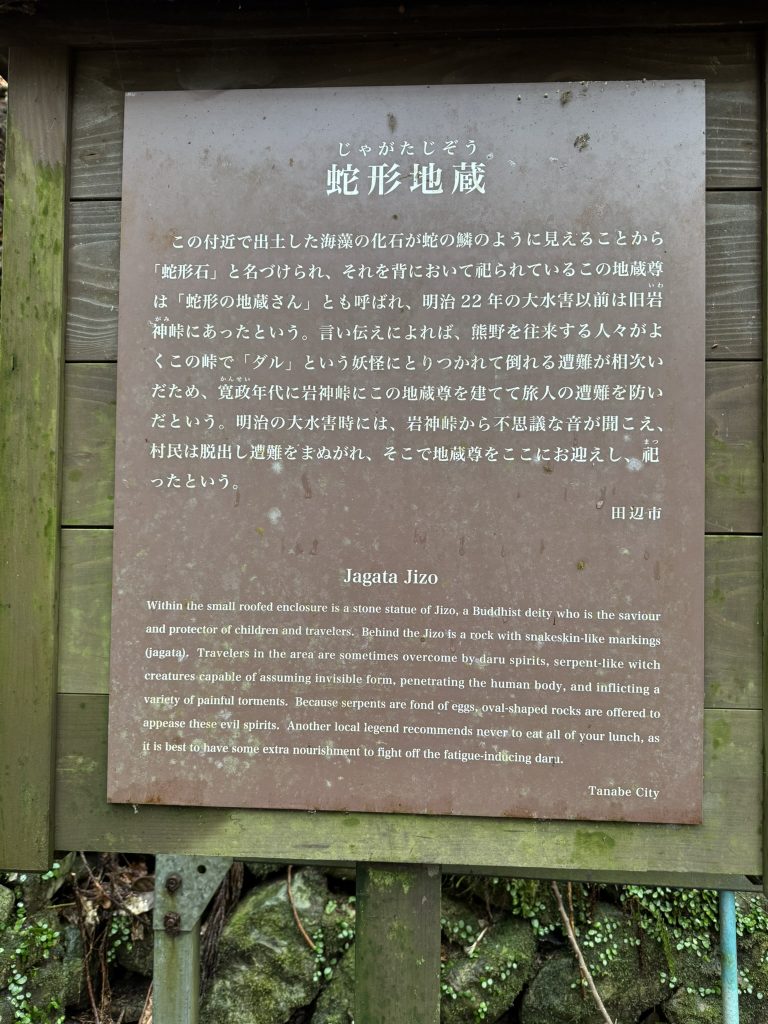 じゃがたじぞう
蛇形地蔵
この付近で出土した海藻の化石が蛇の鱗のように見えることから
「蛇形石」と名づけられ、それを背において祀られているこの地蔵尊
いわ
は「蛇形の地蔵さん」とも呼ばれ、明治22年の大水害以前は旧岩
がみ
神峠にあったという。言い伝えによれば、熊野を往来する人々がよ
くこの峠で「ダル」という妖怪にとりつかれて倒れる遭難が相次い
かんせい
だため、寛政年代に岩神峠にこの地蔵尊を建てて旅人の遭難を防い
だという。明治の大水害時には、岩神峠から不思議な音が聞こえ、
まつ
村民は脱出し遭難をまぬがれ、そこで地蔵尊をここにお迎えし、祀
ったという。
田辺市
Jagata Jizo
Within the small roofed enclosure is a stone statue of Jizo, a Buddhist deity who is the saviour
and protector of children and travelers. Behind the Jizo is a rock with snakeskin-like markings
(jagata). Travelers in the area are sometimes overcome by daru spirits, serpent-like witch
creatures capable of assuming invisible form, penetrating the human body, and inflicting a
variety of painful torments. Because serpents are fond of eggs, oval-shaped rocks are offered to
appease these evil spirits. Another local legend recommends never to eat all of your lunch, as
it is best to have some extra nourishment to fight off the fatigue-inducing daru.
Tanabe City